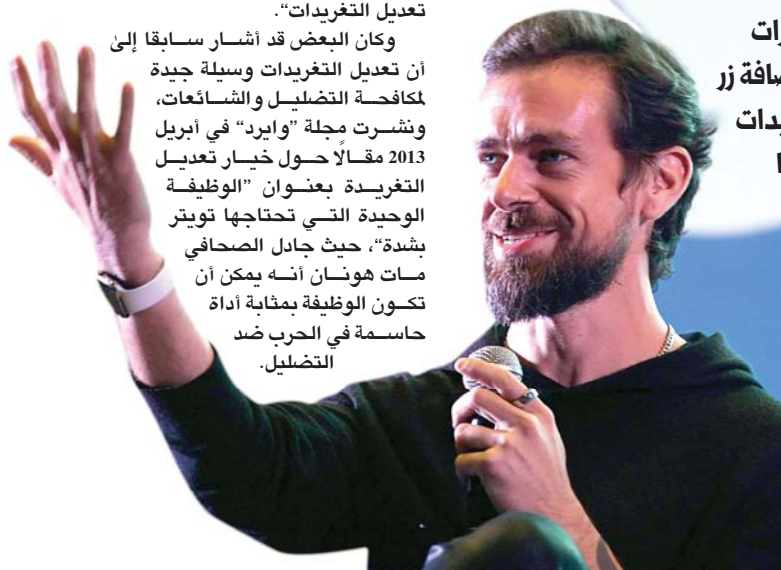 تعديل التغريدات“.
وكان البعض قد أشار سابقا إلىٰ
أن تعديل التغريدات وسيلة جيدة
لمكافحة التضليل والشائعات،
ونشرت مجلة ”وايرد“ في أبريل
2013 مقالًا حول خيار تعديل
التغريدة بعنوان ”الوظيفة
الوحيدة التي تحتاجها تويتر
بشدة“، حيث جادل الصحافي
مات هونان أنه يمكن أن
تكون الوظيفة بمثابة أداة
حاسمة في الحرب ضد
التضليل.
زر